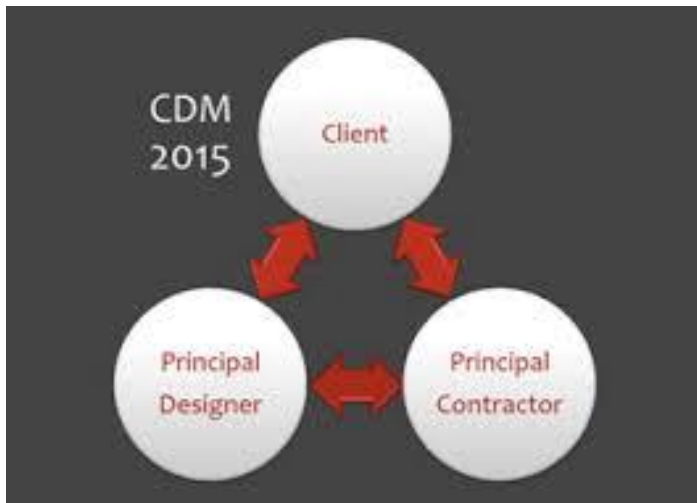 CDM
2015
Client
Principal
Designer
Principal
Contractor